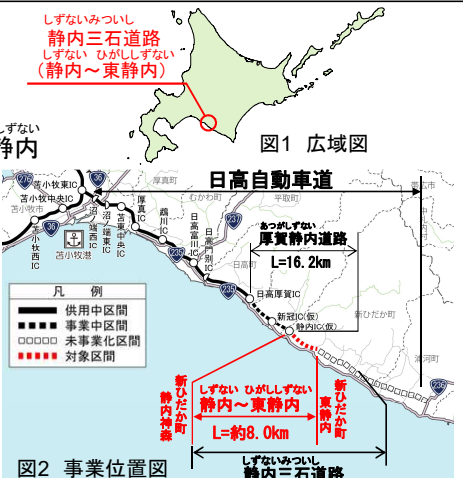 しずないみついし
静内三石道路
しずない ひがししずない
（静内～東静内）
しずない
静内
図1 広域図
日高自動車道
276
苫小牧東IC
苫小牧中央IC
苫小牧市
36
36
苫小牧西IC
沼ノ端西IC
沼ノ端東IC
苫東中央IC
苫小牧港
厚真町
厚真IC
むかわ町
鵡川IC
平取町
237
日高富川IC
日高門別IC
235
235
日高町
あつがしずない
厚賀静内道路
L=16.2km
日高厚賀IC
新冠IC(仮)
静内IC(仮)
新ひだか町
浦河町
236
凡 例
供用中区間
事業中区間
未事業化区間
対象区間
新ひだか町
静内神森
しずない ひがししずない
静内～東静内
L=約8.0km
新ひだか町
東静内
図2 事業位置図
しずないみついし
静内三石道路